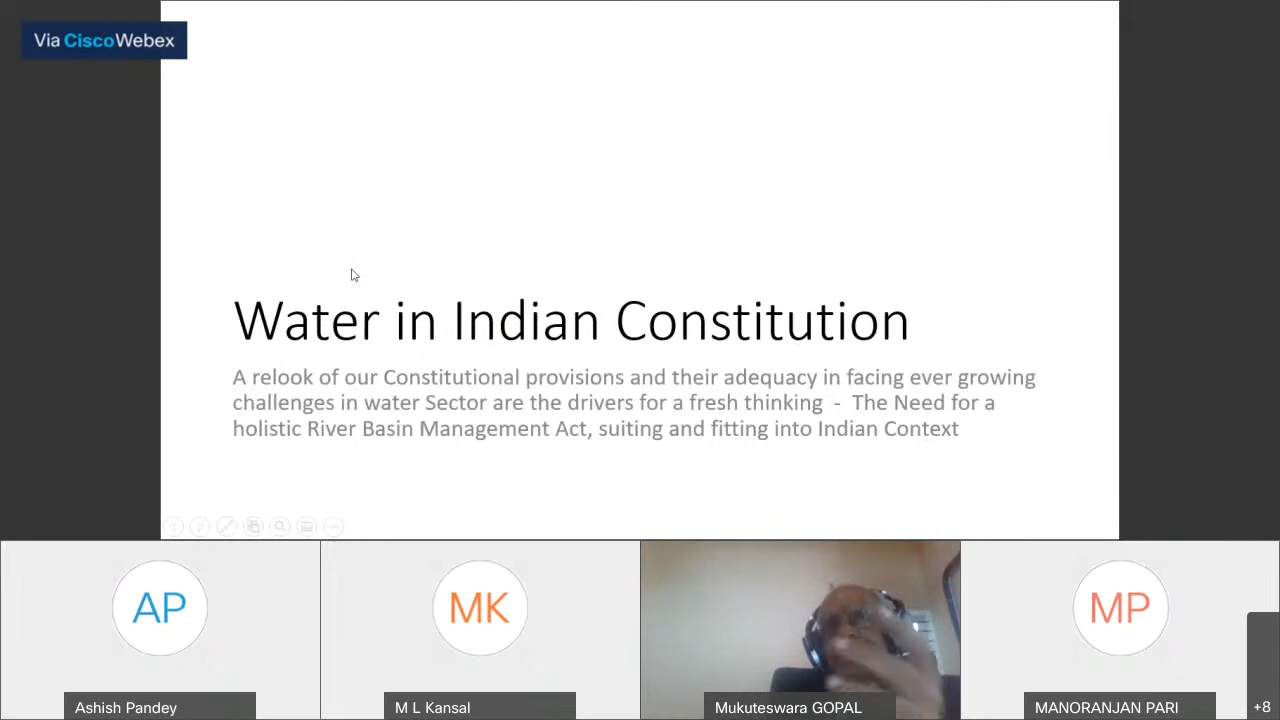 Via CiscoWebex
Water in Indian Constitution
A relook of our Constitutional provisions and their adequacy in facing ever growing
challenges in water Sector are the drivers for a fresh thinking - The Need for a
holistic River Basin Management Act, suiting and fitting into Indian Context
AP
MK
MP
Ashish Pandey
M L Kansal
Mukuteswara GOPAL
MANORANJAN PARI
+8